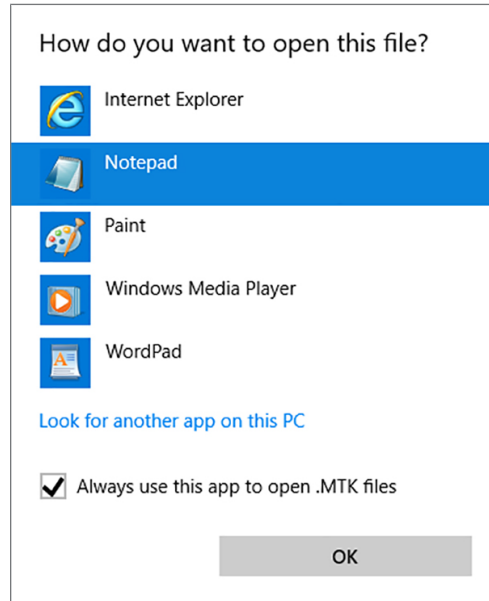 How do you want to open this file?
Internet Explorer
Notepad
Paint
Windows Media Player
WordPad
Look for another app on this PC
Always use this app to open .MTK files
OK